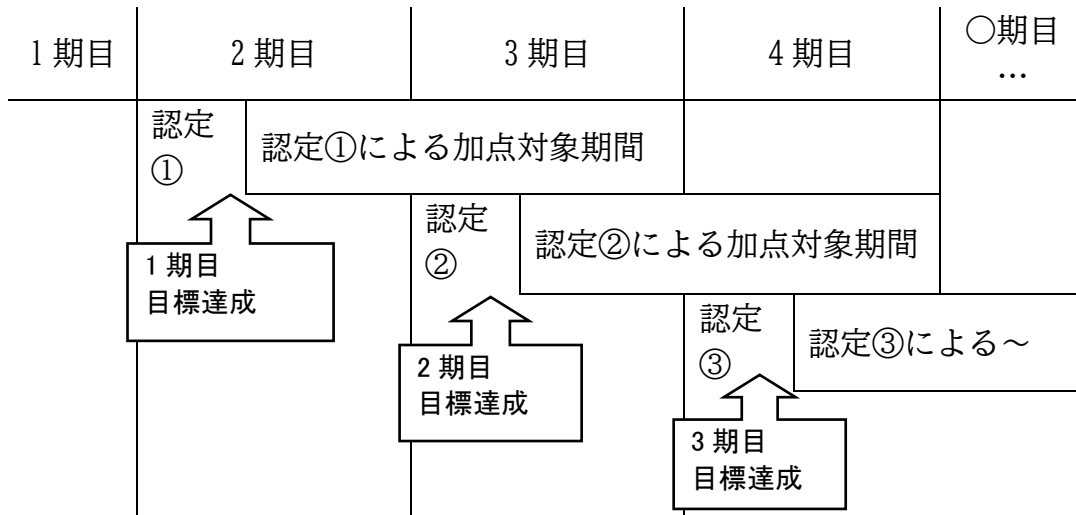 1期目
2期目
3期目
4期目
○期目
…
認定
①
認定①による加点対象期間
1期目
目標達成
認定
②
認定②による加点対象期間
2期目
目標達成
認定
③
認定③による～
3期目
目標達成